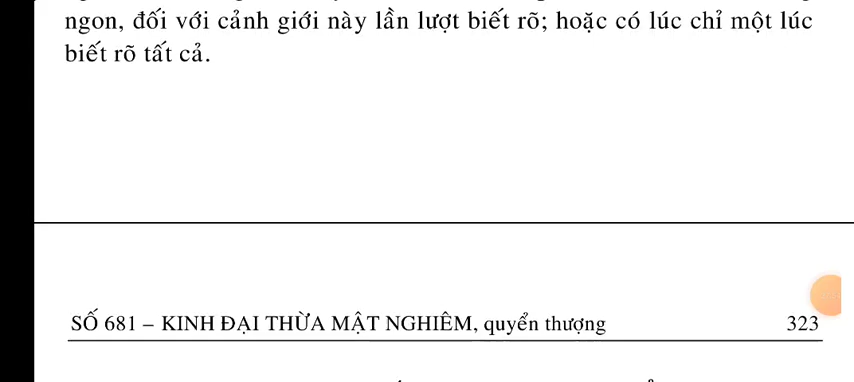 ngon, đối với cảnh giới này lần lượt biết rõ; hoặc có lúc chỉ một lúc
biết rõ tất cả.
SỐ 681 – KINH ĐẠI THỪA MẬT NGHIÊM, quyển thượng 323